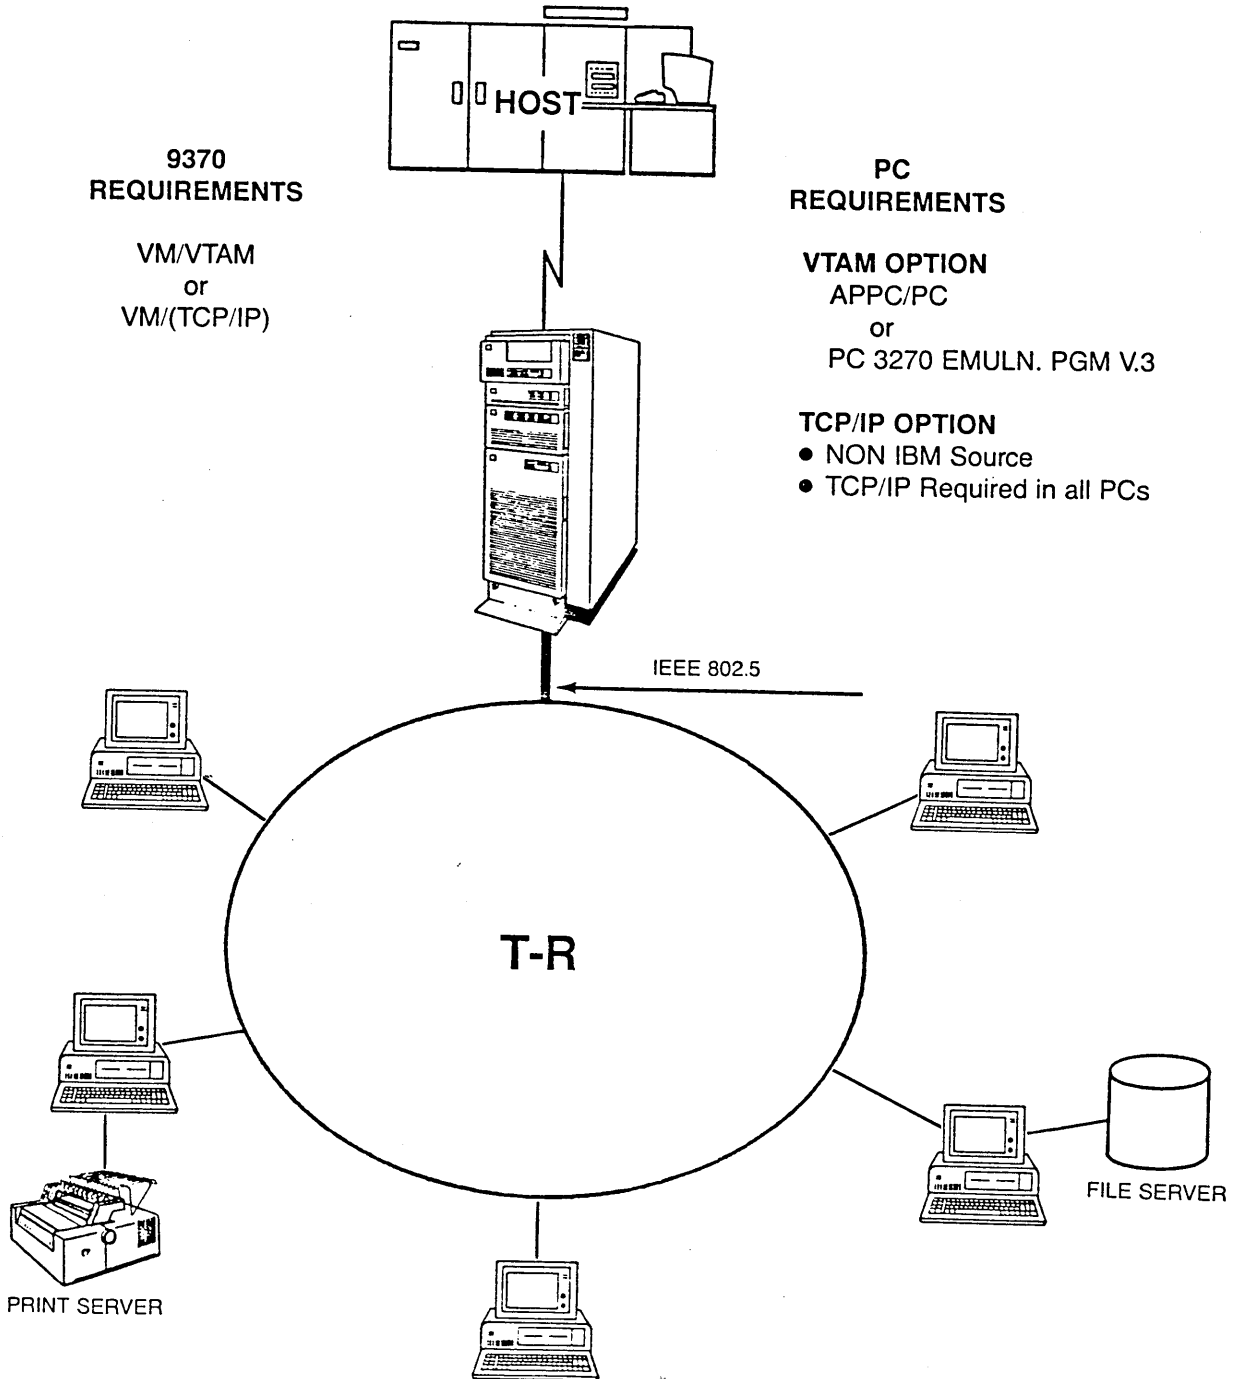 HOST
9370
REQUIREMENTS
VM/VTAM
or
VM/(TCP/IP)
PC
REQUIREMENTS
VTAM OPTION
APPC/PC
or
PC 3270 EMULN. PGM V.3
TCP/IP OPTION
● NON IBM Source
● TCP/IP Required in all PCs
IEEE 802.5
T-R
FILE SERVER
PRINT SERVER